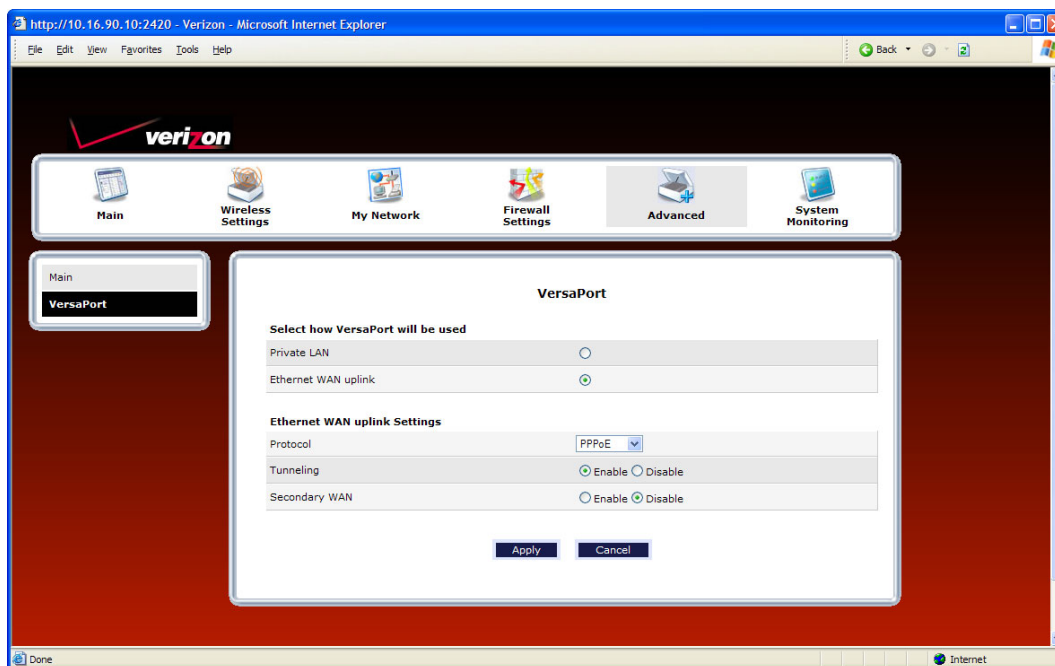 http://10.16.90.10:2420 - Verizon - Microsoft Internet Explorer
File Edit View Favorites Tools Help
Back
verizon
Main
Wireless Settings
My Network
Firewall Settings
Advanced
System Monitoring
Main
VersaPort
VersaPort
Select how VersaPort will be used
Private LAN
Ethernet WAN uplink
Ethernet WAN uplink Settings
Protocol PPPoE
Tunneling Enable Disable
Secondary WAN Enable Disable
Apply Cancel
Done Internet